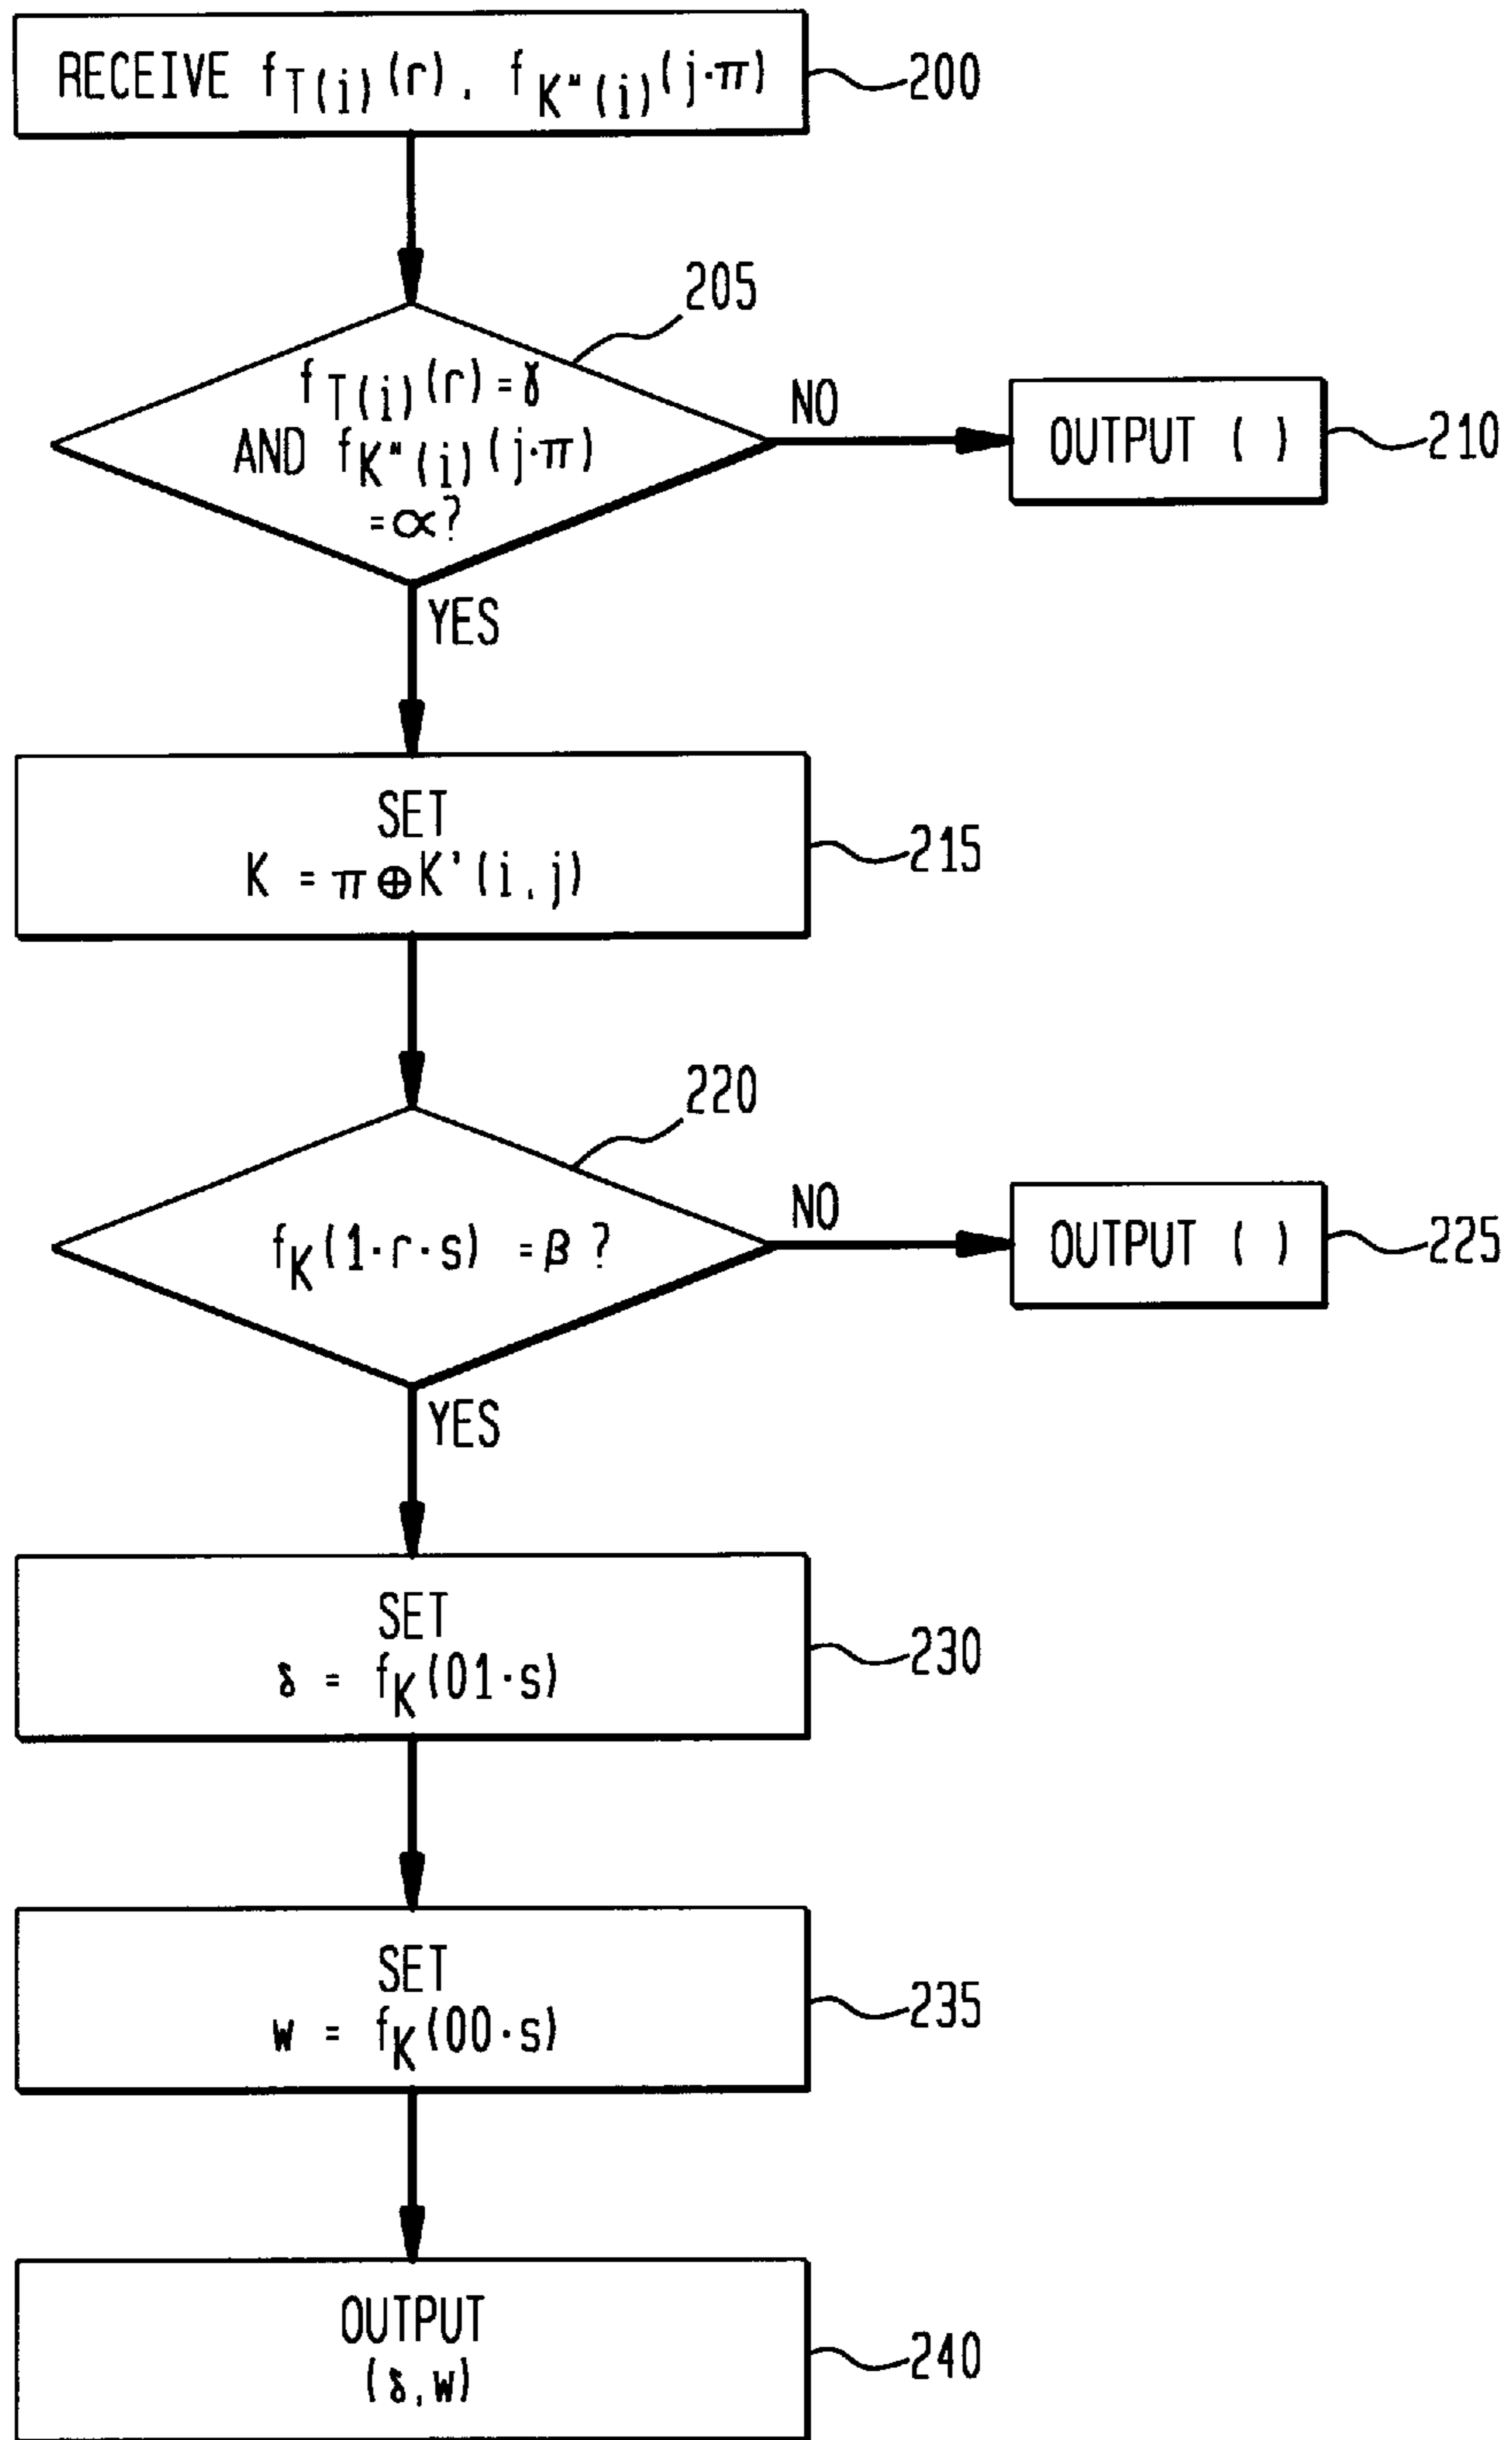 RECEIVE f_T(i)(r), f_K"(i)(j·π)
200
205
f_T(i)(r)=γ
AND f_K"(i)(j·π)
=α?
NO
OUTPUT ( )
210
YES
SET
K = π⊕K'(i,j)
215
220
f_K(1·r·s) =β?
NO
OUTPUT ( )
225
YES
SET
δ = f_K(01·s)
230
SET
w = f_K(00·s)
235
OUTPUT
(δ,w)
240